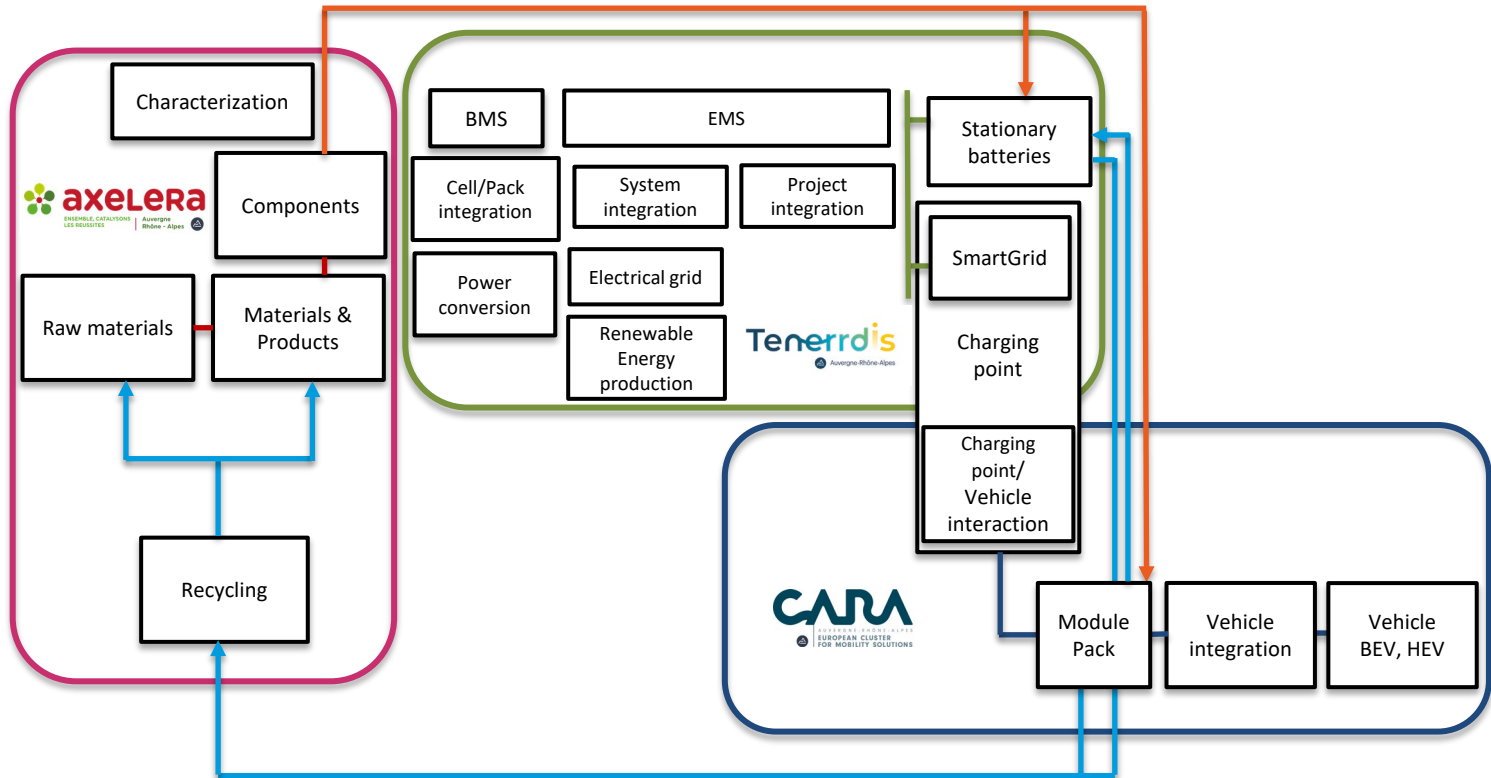 Characterization
axelera
ENSEMBLE, CATALYSONS
LES RÉUSSITES
Auvergne
Rhône - Alpes
Components
Raw materials
Materials &
Products
Recycling
BMS
EMS
Cell/Pack
integration
System
integration
Project
integration
Power
conversion
Electrical grid
Renewable
Energy
production
Tenerrdis
Auvergne-Rhône-Alpes
Stationary
batteries
SmartGrid
Charging
point
Charging
point/
Vehicle
interaction
CARA
AUVERGNE-RHÔNE-ALPES
EUROPEAN CLUSTER
FOR MOBILITY SOLUTIONS
Module
Pack
Vehicle
integration
Vehicle
BEV, HEV